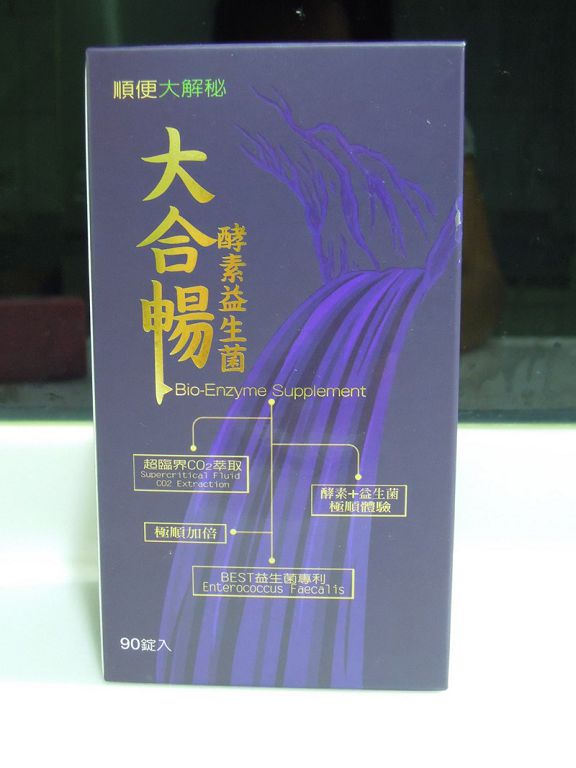 順便大解秘
大合暢
酵素益生菌
Bio-Enzyme Supplement
超臨界CO₂萃取
Supercritical Fluid
CO2 Extraction
酵素+益生菌
極順體驗
極順加倍
BEST益生菌專利
Enterococcus Faecalis
90錠入